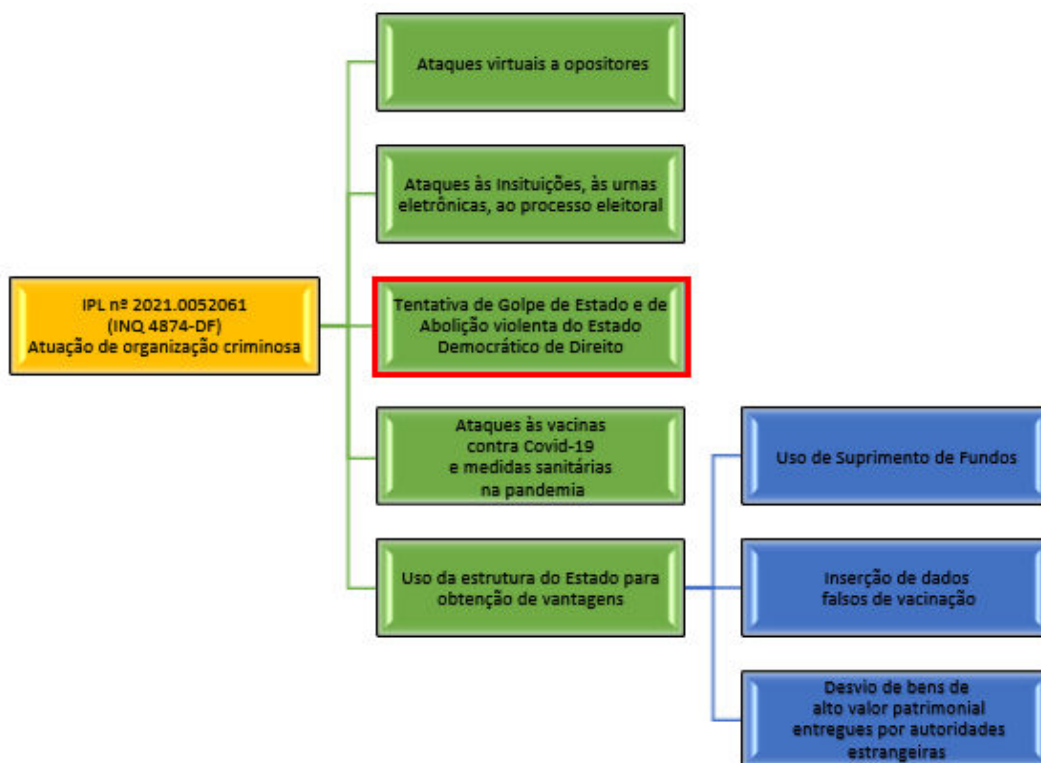 Ataques virtuais a opositores
Ataques às Insituições, às urnas
eletrônicas, ao processo eleitoral
IPL nº 2021.0052061
(INQ 4874-DF)
Atuação de organização criminosa
Tentativa de Golpe de Estado e de
Abolição violenta do Estado
Democrático de Direito
Ataques às vacinas
contra Covid-19
e medidas sanitárias
na pandemia
Uso da estrutura do Estado para
obtenção de vantagens
Uso de Suprimento de Fundos
Inserção de dados
falsos de vacinação
Desvio de bens de
alto valor patrimonial
entregues por autoridades
estrangeiras